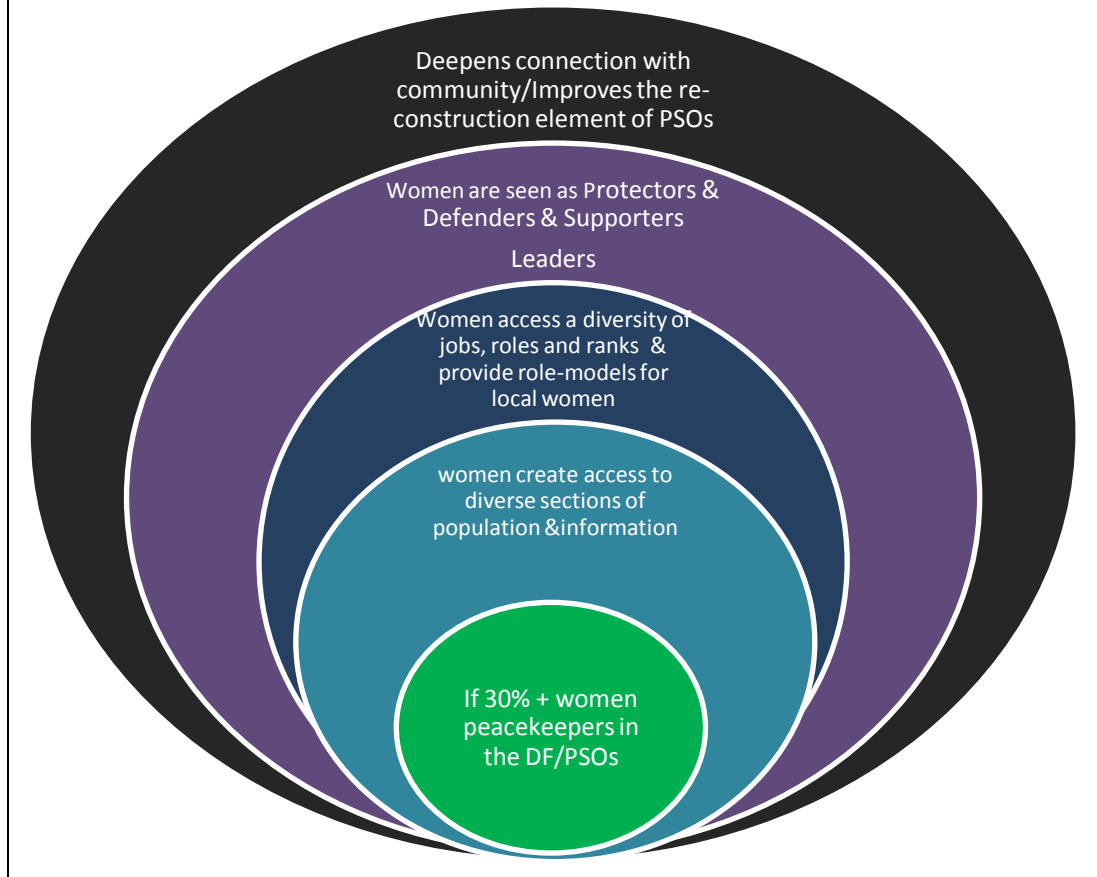 Deepens connection with
community/Improves the re-
construction element of PSOs
Women are seen as Protectors &
Defenders & Supporters
Leaders
Women access a diversity of
jobs, roles and ranks &
provide role-models for
local women
women create access to
diverse sections of
population &information
If 30% + women
peacekeepers in
the DF/PSOs